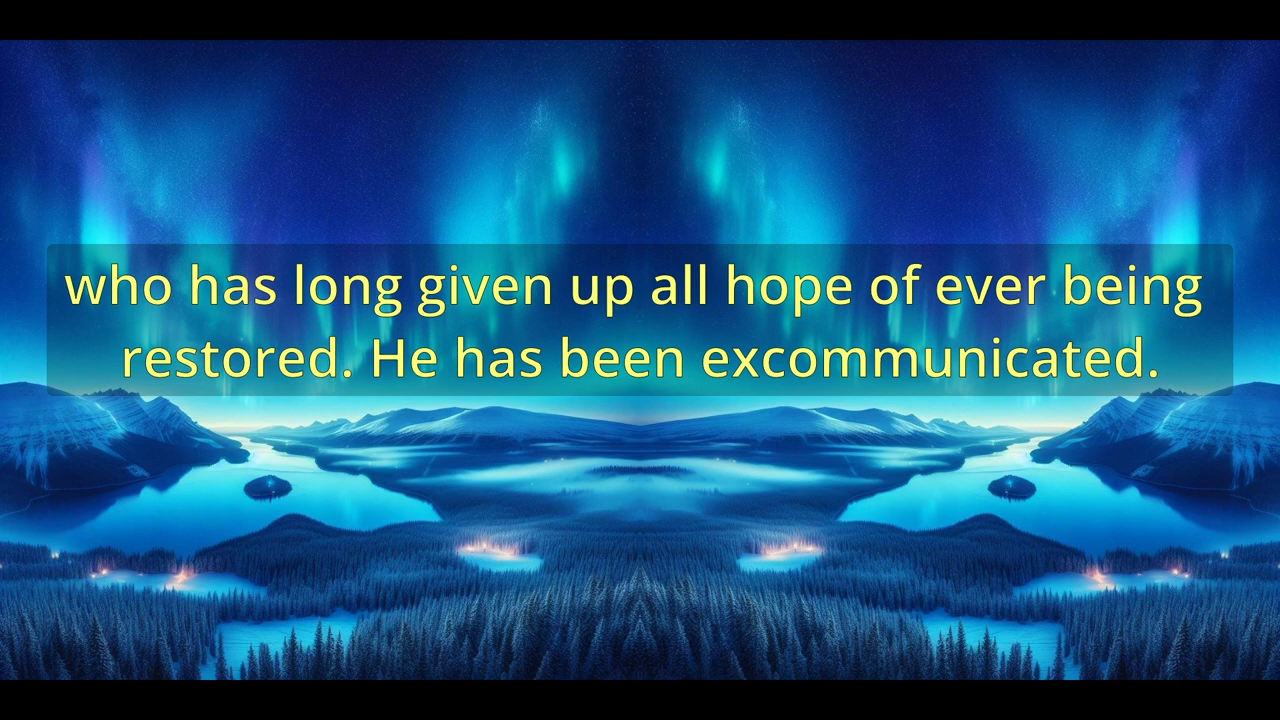 who has long given up all hope of ever being
restored. He has been excommunicated.